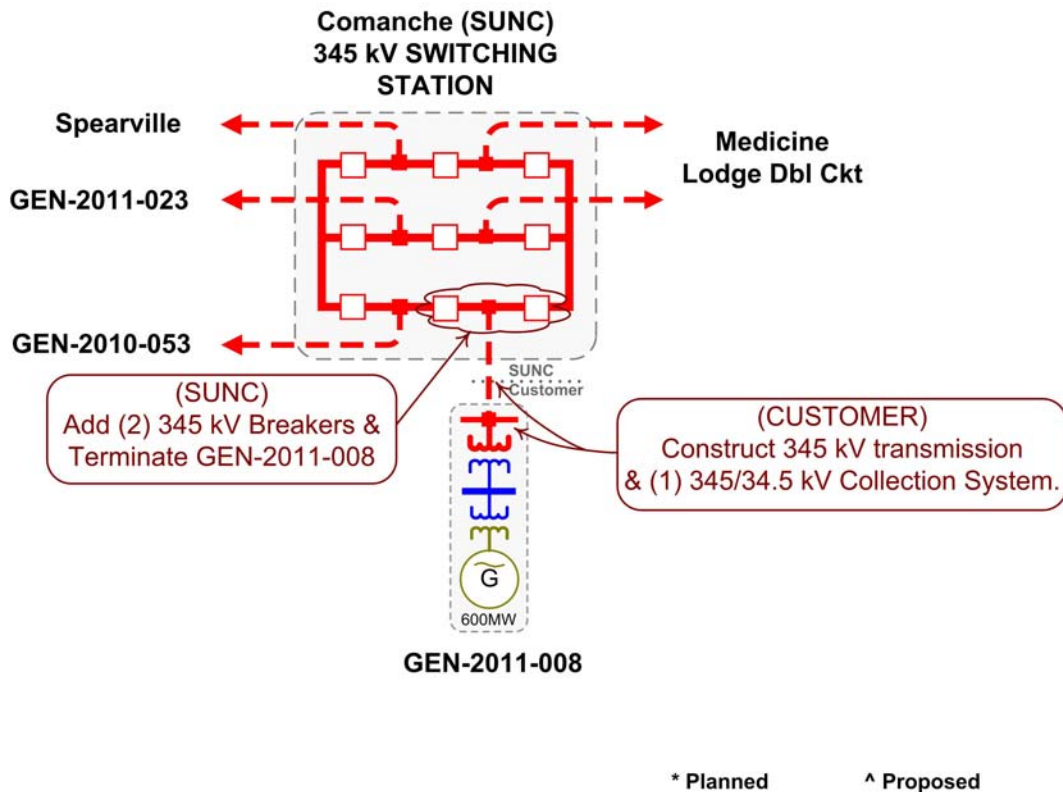 Comanche (SUNC)
345 kV SWITCHING
STATION
Spearville
Medicine
Lodge Dbl Ckt
GEN-2011-023
GEN-2010-053
SUNC
Customer
(SUNC)
Add (2) 345 kV Breakers &
Terminate GEN-2011-008
(CUSTOMER)
Construct 345 kV transmission
& (1) 345/34.5 kV Collection System.
G
600MW
GEN-2011-008
* Planned
^ Proposed